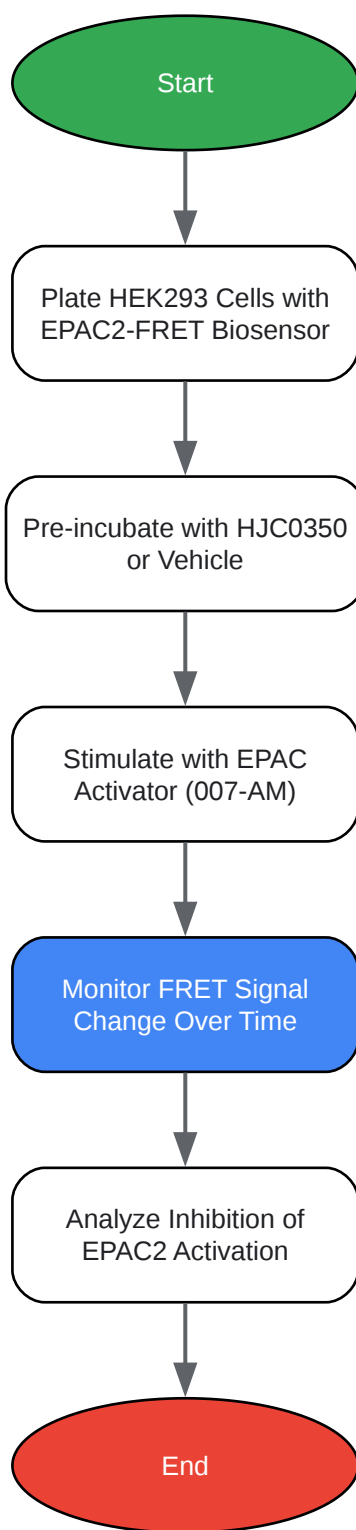 Start
Plate HEK293 Cells with
EPAC2-FRET Biosensor
Pre-incubate with HJC0350
or Vehicle
Stimulate with EPAC
Activator (007-AM)
Monitor FRET Signal
Change Over Time
Analyze Inhibition of
EPAC2 Activation
End